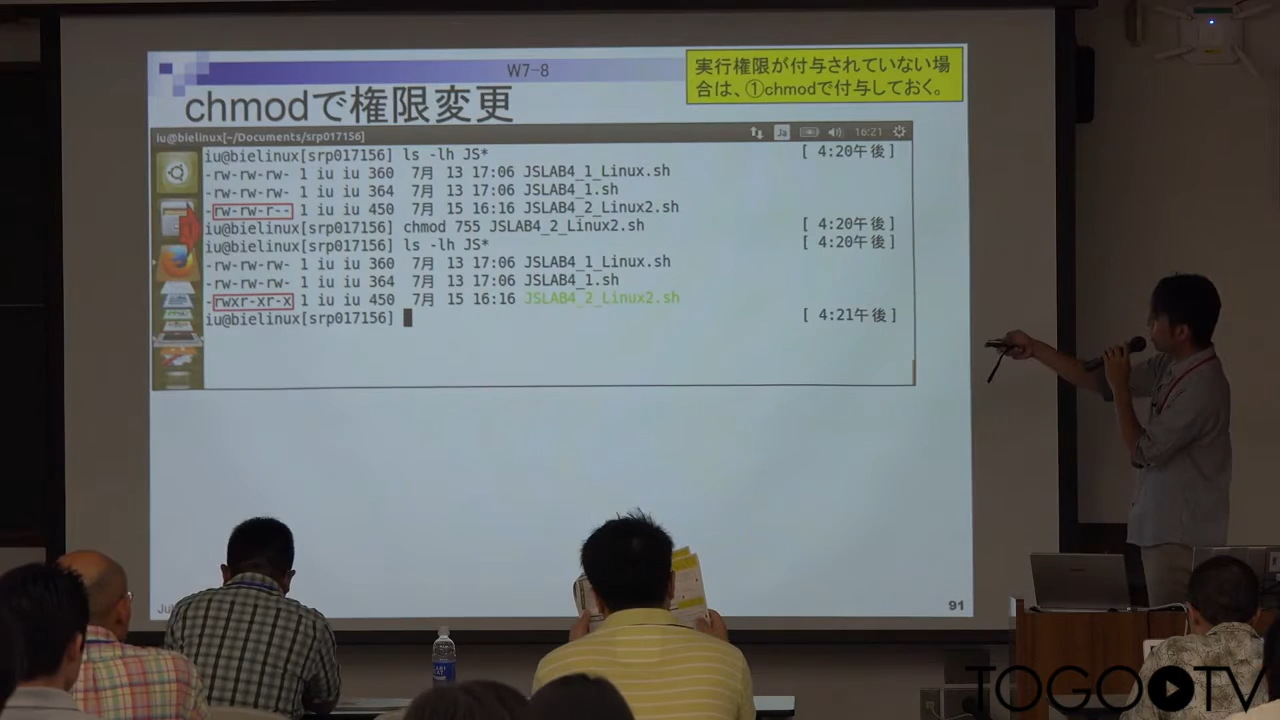 W7-8
実行権限が付与されていない場
合は、①chmodで付与しておく。
chmodで権限変更
iu@bielinux[~/Documents/srp017156]
Ja
16:21
iu@bielinux[srp017156] ls -lh JS* [ 4:20午後]
-rw-rw-rw- 1 iu iu 360 7月 13 17:06 JSLAB4_1_Linux.sh
-rw-rw-rw- 1 iu iu 364 7月 13 17:06 JSLAB4_1.sh
-rw-rw-r-- 1 iu iu 450 7月 15 16:16 JSLAB4_2_Linux2.sh
iu@bielinux[srp017156] chmod 755 JSLAB4_2_Linux2.sh [ 4:20午後]
iu@bielinux[srp017156] ls -lh JS* [ 4:20午後]
-rw-rw-rw- 1 iu iu 360 7月 13 17:06 JSLAB4_1_Linux.sh
-rw-rw-rw- 1 iu iu 364 7月 13 17:06 JSLAB4_1.sh
-rwxr-xr-x 1 iu iu 450 7月 15 16:16 JSLAB4_2_Linux2.sh
iu@bielinux[srp017156] [ 4:21午後]
91
TOGO TV